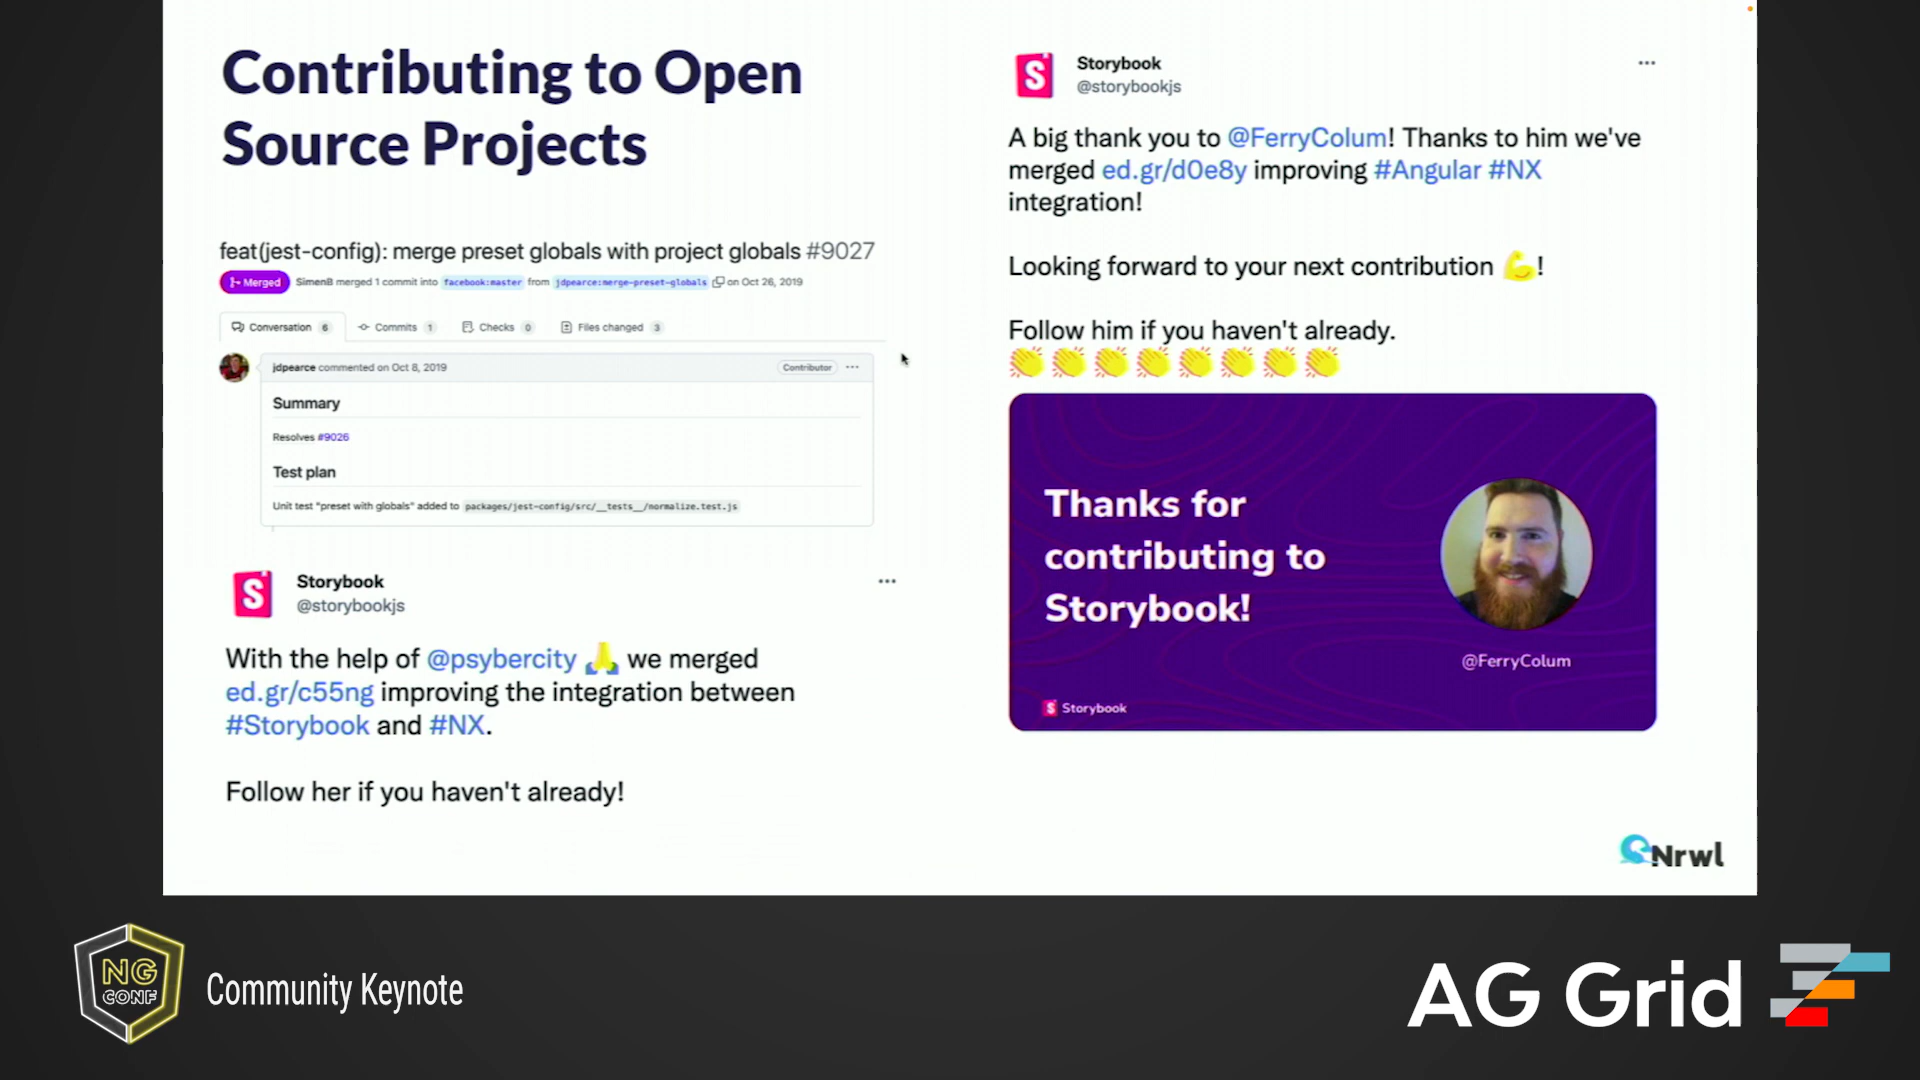 Contributing to Open
Source Projects
feat(jest-config): merge preset globals with project globals #9027
Merged SimenB merged 1 commit into facebook:master from jdpearce:merge-preset-globals on Oct 26, 2019
Conversation 6 Commits 1 Checks 0 Files changed 3
jdpearce commented on Oct 8, 2019 Contributor ...
Summary
Resolves #9026
Test plan
Unit test "preset with globals" added to packages/jest-config/src/__tests__/normalize.test.js
Storybook
@storybookjs
With the help of @psybercity 🙏 we merged
ed.gr/c55ng improving the integration between
#Storybook and #NX.
Follow her if you haven't already!
Storybook
@storybookjs
A big thank you to @FerryColum! Thanks to him we've
merged ed.gr/d0e8y improving #Angular #NX
integration!
Looking forward to your next contribution 💪!
Follow him if you haven't already.
👏👏👏👏👏👏👏👏
Thanks for
contributing to
Storybook!
@FerryColum
S Storybook
Nrwl
NG
CONF
Community Keynote
AG Grid